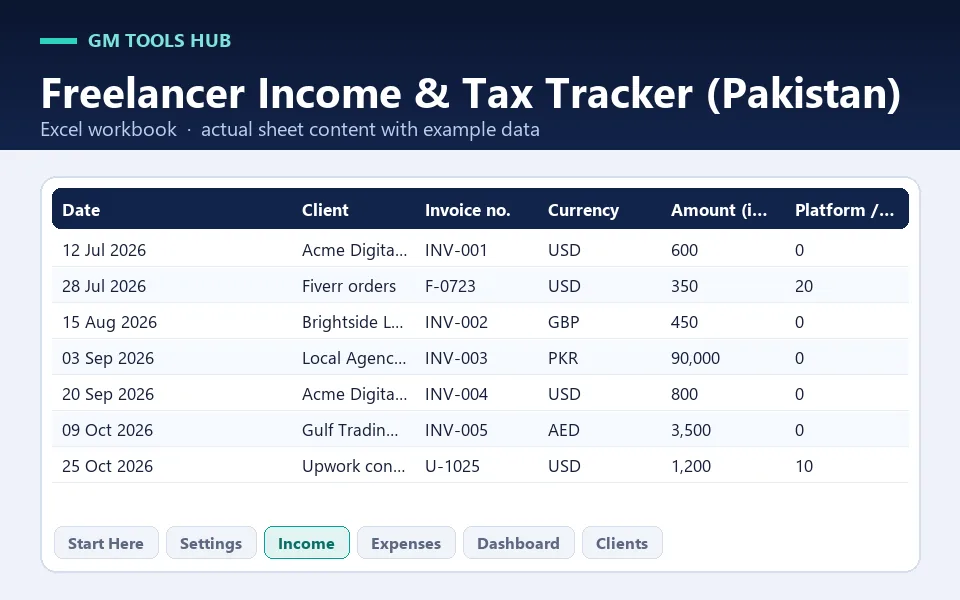 GM TOOLS HUB
Freelancer Income & Tax Tracker (Pakistan)
Excel workbook · actual sheet content with example data
Date Client Invoice no. Currency Amount (i... Platform /...
12 Jul 2026 Acme Digita... INV-001 USD 600 0
28 Jul 2026 Fiverr orders F-0723 USD 350 20
15 Aug 2026 Brightside L... INV-002 GBP 450 0
03 Sep 2026 Local Agenc... INV-003 PKR 90,000 0
20 Sep 2026 Acme Digita... INV-004 USD 800 0
09 Oct 2026 Gulf Tradin... INV-005 AED 3,500 0
25 Oct 2026 Upwork con... U-1025 USD 1,200 10
Start Here Settings Income Expenses Dashboard Clients